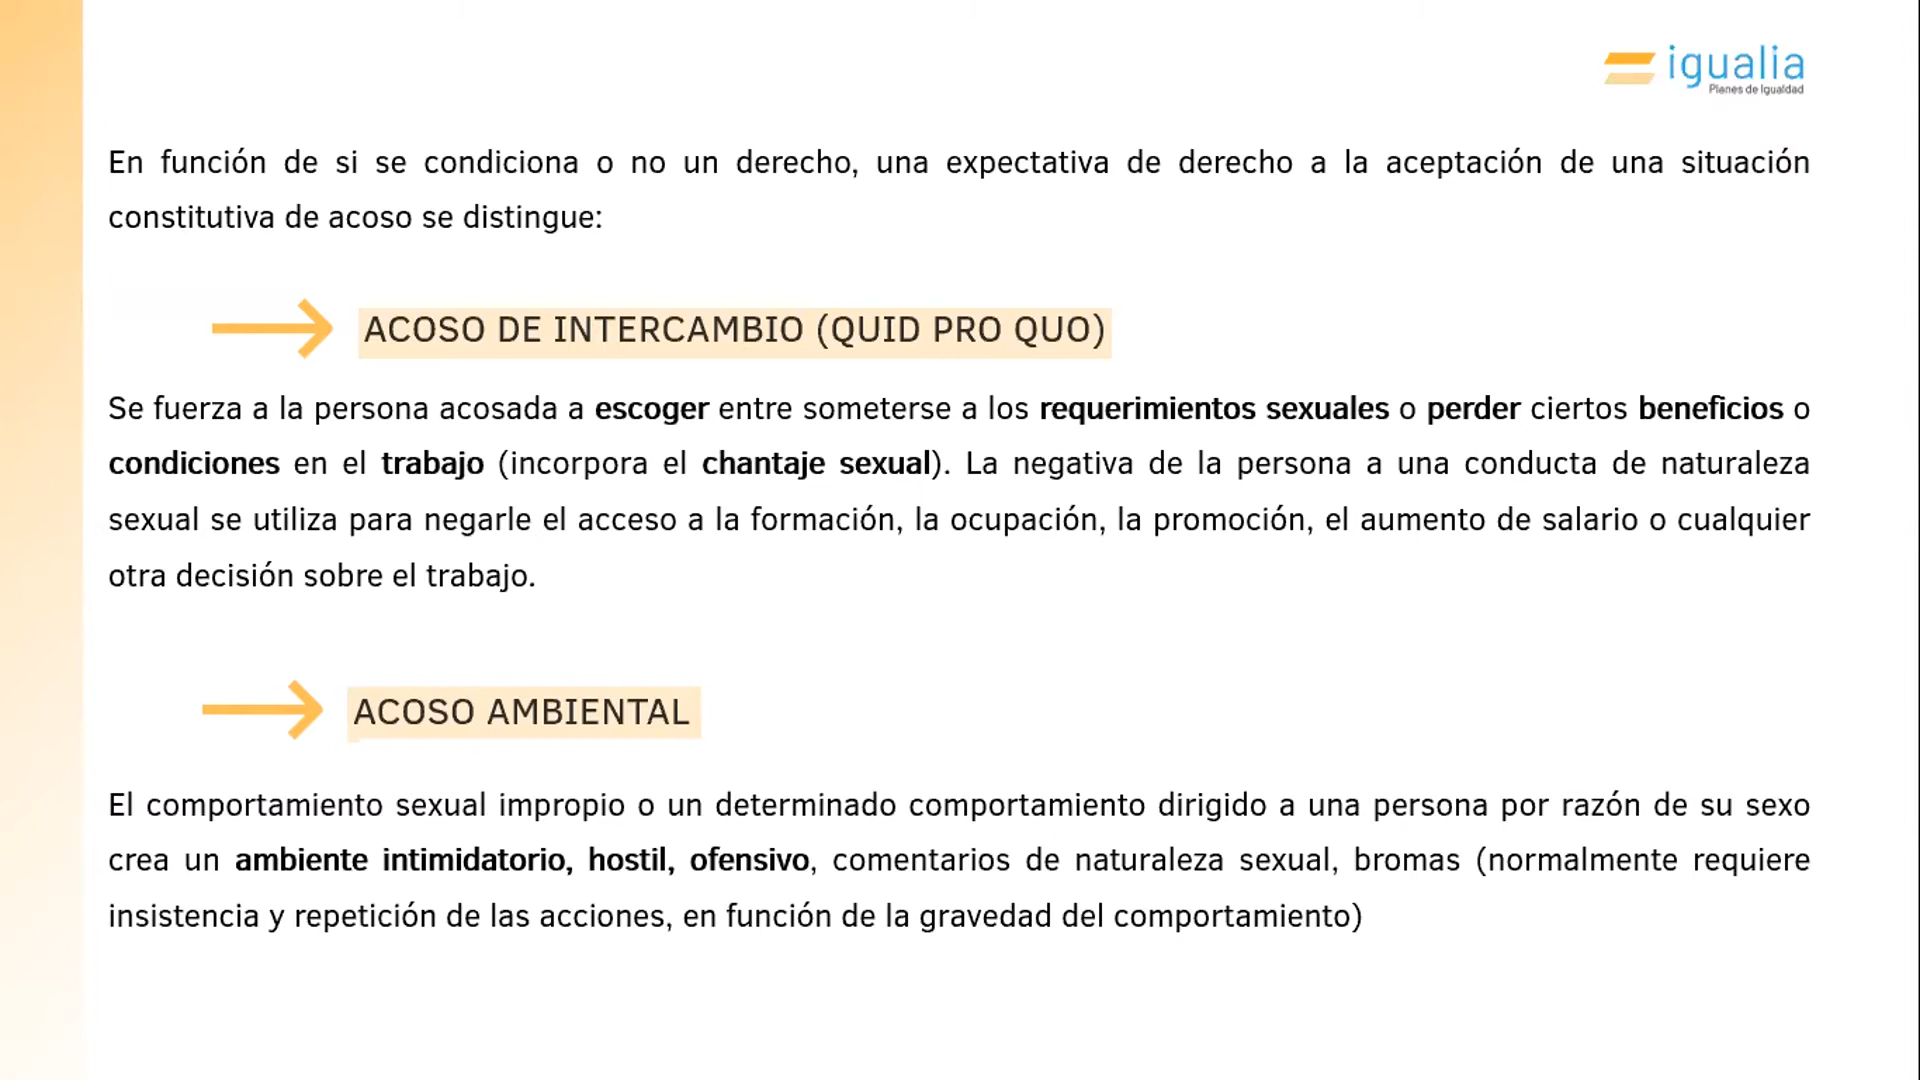 igualia
Planes de Igualdad
En función de si se condiciona o no un derecho, una expectativa de derecho a la aceptación de una situación
constitutiva de acoso se distingue:
ACOSO DE INTERCAMBIO (QUID PRO QUO)
Se fuerza a la persona acosada a escoger entre someterse a los requerimientos sexuales o perder ciertos beneficios o
condiciones en el trabajo (incorpora el chantaje sexual). La negativa de la persona a una conducta de naturaleza
sexual se utiliza para negarle el acceso a la formación, la ocupación, la promoción, el aumento de salario o cualquier
otra decisión sobre el trabajo.
ACOSO AMBIENTAL
El comportamiento sexual impropio o un determinado comportamiento dirigido a una persona por razón de su sexo
crea un ambiente intimidatorio, hostil, ofensivo, comentarios de naturaleza sexual, bromas (normalmente requiere
insistencia y repetición de las acciones, en función de la gravedad del comportamiento)